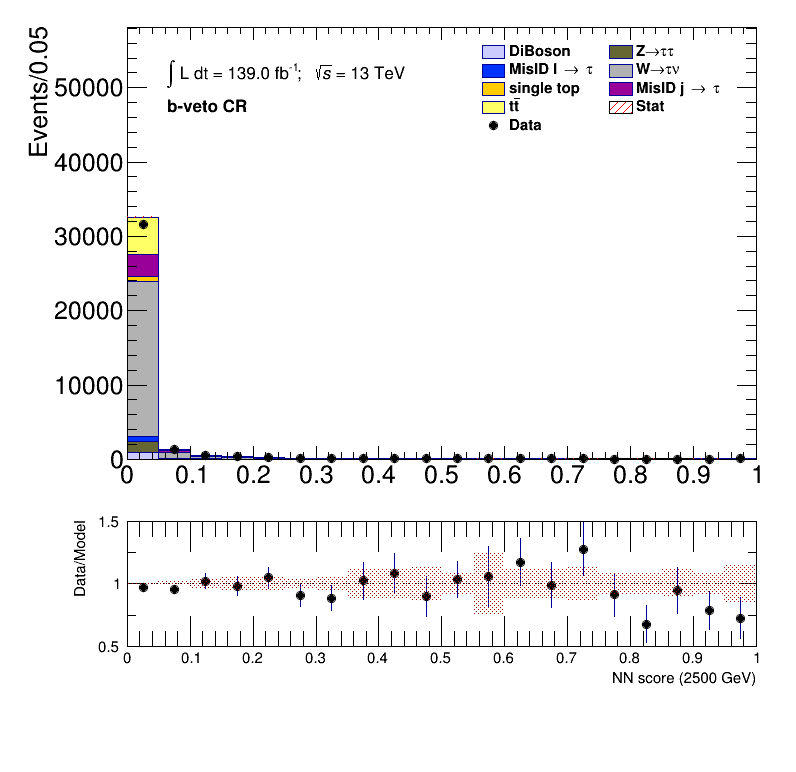 Events/0.05
50000
40000
30000
20000
10000
0
∫ L dt = 139.0 fb⁻¹; √s = 13 TeV
b-veto CR
DiBoson
MisID l → τ
single top
tt̄
Data
Z→ττ
W→τν
MisID j → τ
Stat
0 0.1 0.2 0.3 0.4 0.5 0.6 0.7 0.8 0.9 1
Data/Model
1.5
1
0.5
0 0.1 0.2 0.3 0.4 0.5 0.6 0.7 0.8 0.9 1
NN score (2500 GeV)